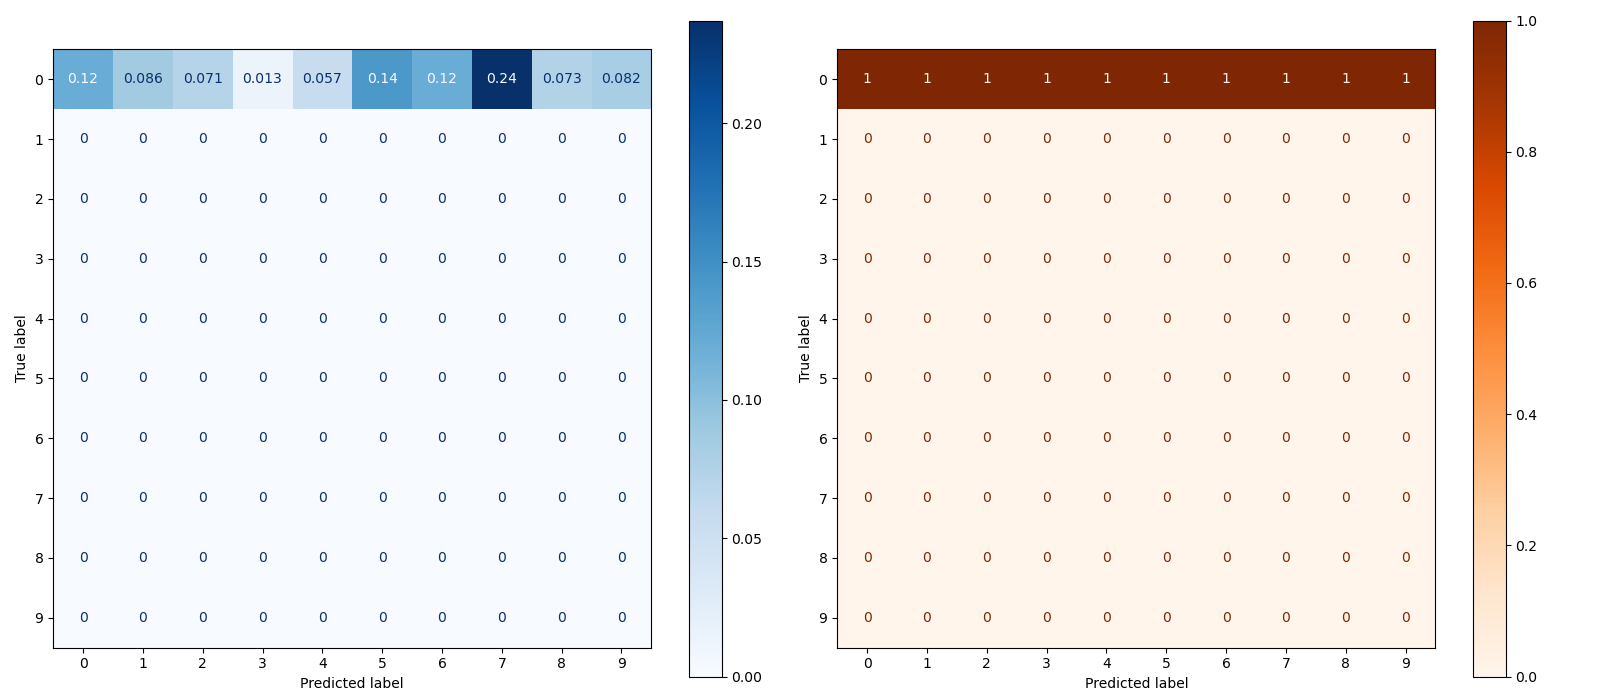 0 0.12 0.086 0.071 0.013 0.057 0.14 0.12 0.24 0.073 0.082
1 0 0 0 0 0 0 0 0 0 0
2 0 0 0 0 0 0 0 0 0 0
3 0 0 0 0 0 0 0 0 0 0
4 0 0 0 0 0 0 0 0 0 0
5 0 0 0 0 0 0 0 0 0 0
6 0 0 0 0 0 0 0 0 0 0
7 0 0 0 0 0 0 0 0 0 0
8 0 0 0 0 0 0 0 0 0 0
9 0 0 0 0 0 0 0 0 0 0
0 1 2 3 4 5 6 7 8 9
Predicted label
True label
0.20
0.15
0.10
0.05
0.00
0 1 1 1 1 1 1 1 1 1 1
1 0 0 0 0 0 0 0 0 0 0
2 0 0 0 0 0 0 0 0 0 0
3 0 0 0 0 0 0 0 0 0 0
4 0 0 0 0 0 0 0 0 0 0
5 0 0 0 0 0 0 0 0 0 0
6 0 0 0 0 0 0 0 0 0 0
7 0 0 0 0 0 0 0 0 0 0
8 0 0 0 0 0 0 0 0 0 0
9 0 0 0 0 0 0 0 0 0 0
0 1 2 3 4 5 6 7 8 9
Predicted label
True label
1.0
0.8
0.6
0.4
0.2
0.0